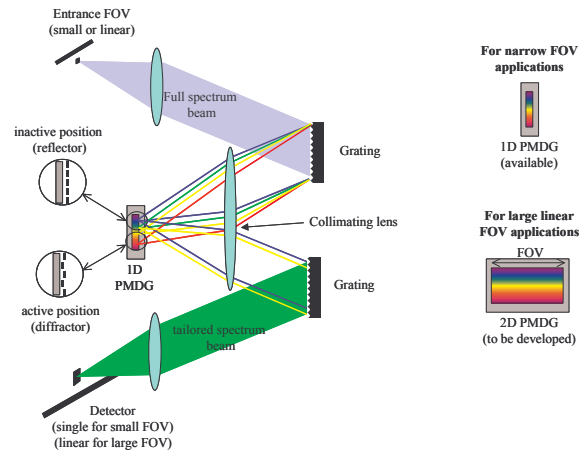 Entrance FOV
(small or linear)
Full spectrum
beam
inactive position
(reflector)
Grating
Collimating lens
1D
PMDG
active position
(diffractor)
Grating
tailored spectrum
beam
Detector
(single for small FOV)
(linear for large FOV)
For narrow FOV
applications
1D PMDG
(available)
For large linear
FOV applications
FOV
2D PMDG
(to be developed)